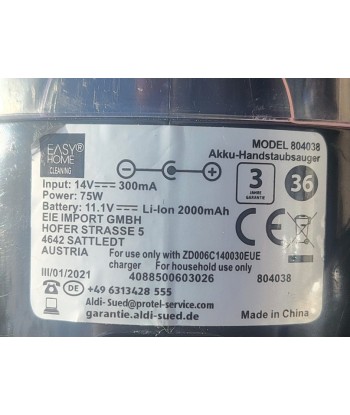 EASY®
HOME
CLEANING
MODEL 804038
Akku-Handstaubsauger
3
JAHRE
GARANTIE
36
Input: 14V 300mA
Power: 75W
Battery: 11.1V Li-Ion 2000mAh
EIE IMPORT GMBH
HOFER STRASSE 5
4642 SATTLEDT
AUSTRIA
For use only with ZD006C140030EUE
charger For household use only
III/01/2021
4088500603026
804038
DE +49 6313428 555
Made in China
Aldi-Sued@protel-service.com
garantie.aldi-sued.de